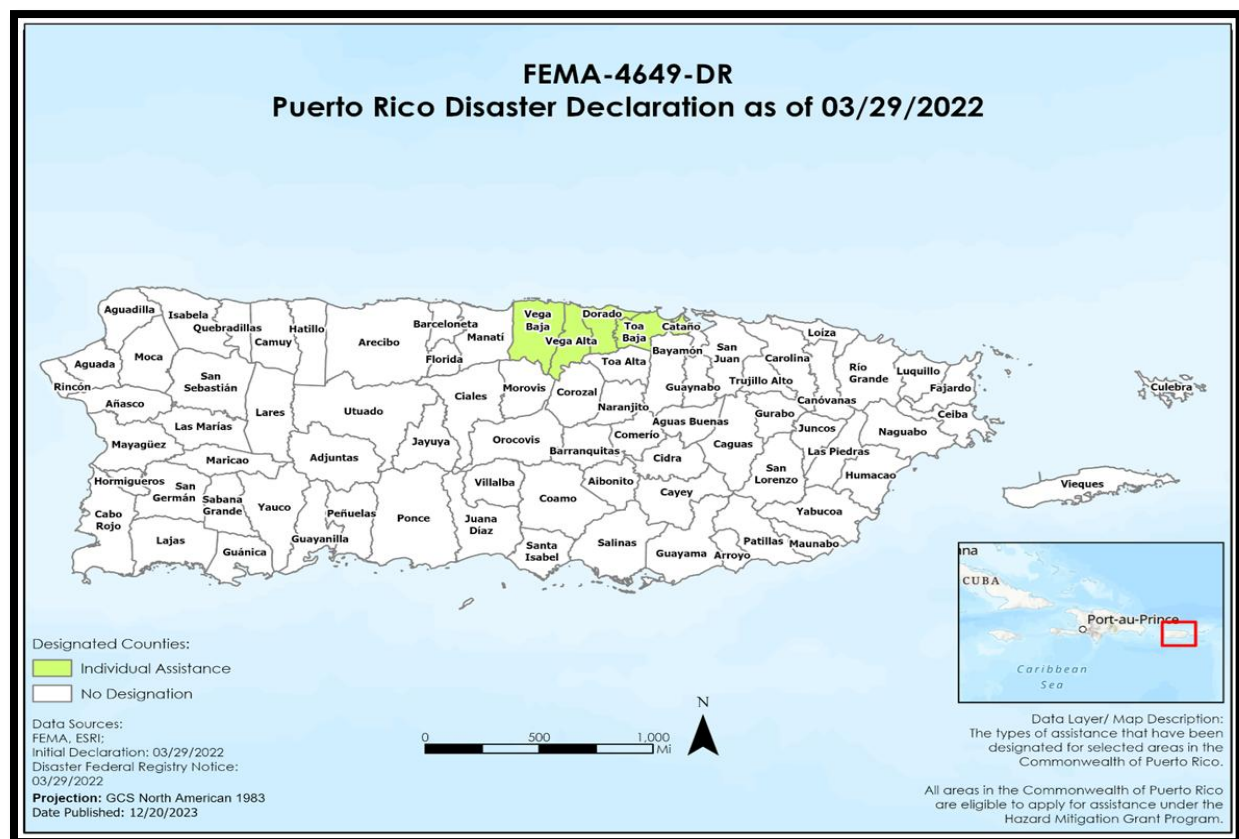 FEMA-4649-DR
Puerto Rico Disaster Declaration as of 03/29/2022
Aguadilla
Isabela
Quebradillas
Camuy
Hatillo
Arecibo
Barceloneta
Manatí
Florida
Vega
Baja
Vega Alta
Dorado
Toa
Baja
Cataño
Toa Alta
Bayamón
San
Juan
Guaynabo
Carolina
Trujillo Alto
Loíza
Canóvanas
Río
Grande
Luquillo
Fajardo
Ceiba
Culebra
Aguada
Moca
Rincón
San
Sebastián
Añasco
Las Marías
Lares
Utuado
Ciales
Morovis
Corozal
Naranjito
Aguas Buenas
Gurabo
Juncos
Naguabo
Mayagüez
Maricao
Adjuntas
Jayuya
Orocovis
Barranquitas
Comerío
Cidra
Caguas
Las Piedras
San
Lorenzo
Humacao
Vieques
Hormigueros
San
Germán
Sabana
Grande
Yauco
Peñuelas
Guayanilla
Ponce
Villalba
Juana
Díaz
Coamo
Aibonito
Cayey
Yabucoa
Cabo
Rojo
Lajas
Guánica
Santa
Isabel
Salinas
Guayama
Arroyo
Patillas
Maunabo
Designated Counties:
Individual Assistance
No Designation
Data Sources:
FEMA, ESRI;
Initial Declaration: 03/29/2022
Disaster Federal Registry Notice:
03/29/2022
Projection: GCS North American 1983
Date Published: 12/20/2023
0 500 1,000
Mi
N
na
CUBA
Port-au-Prince
Caribbean
Sea
Data Layer/ Map Description:
The types of assistance that have been
designated for selected areas in the
Commonwealth of Puerto Rico.
All areas in the Commonwealth of Puerto Rico
are eligible to apply for assistance under the
Hazard Mitigation Grant Program.